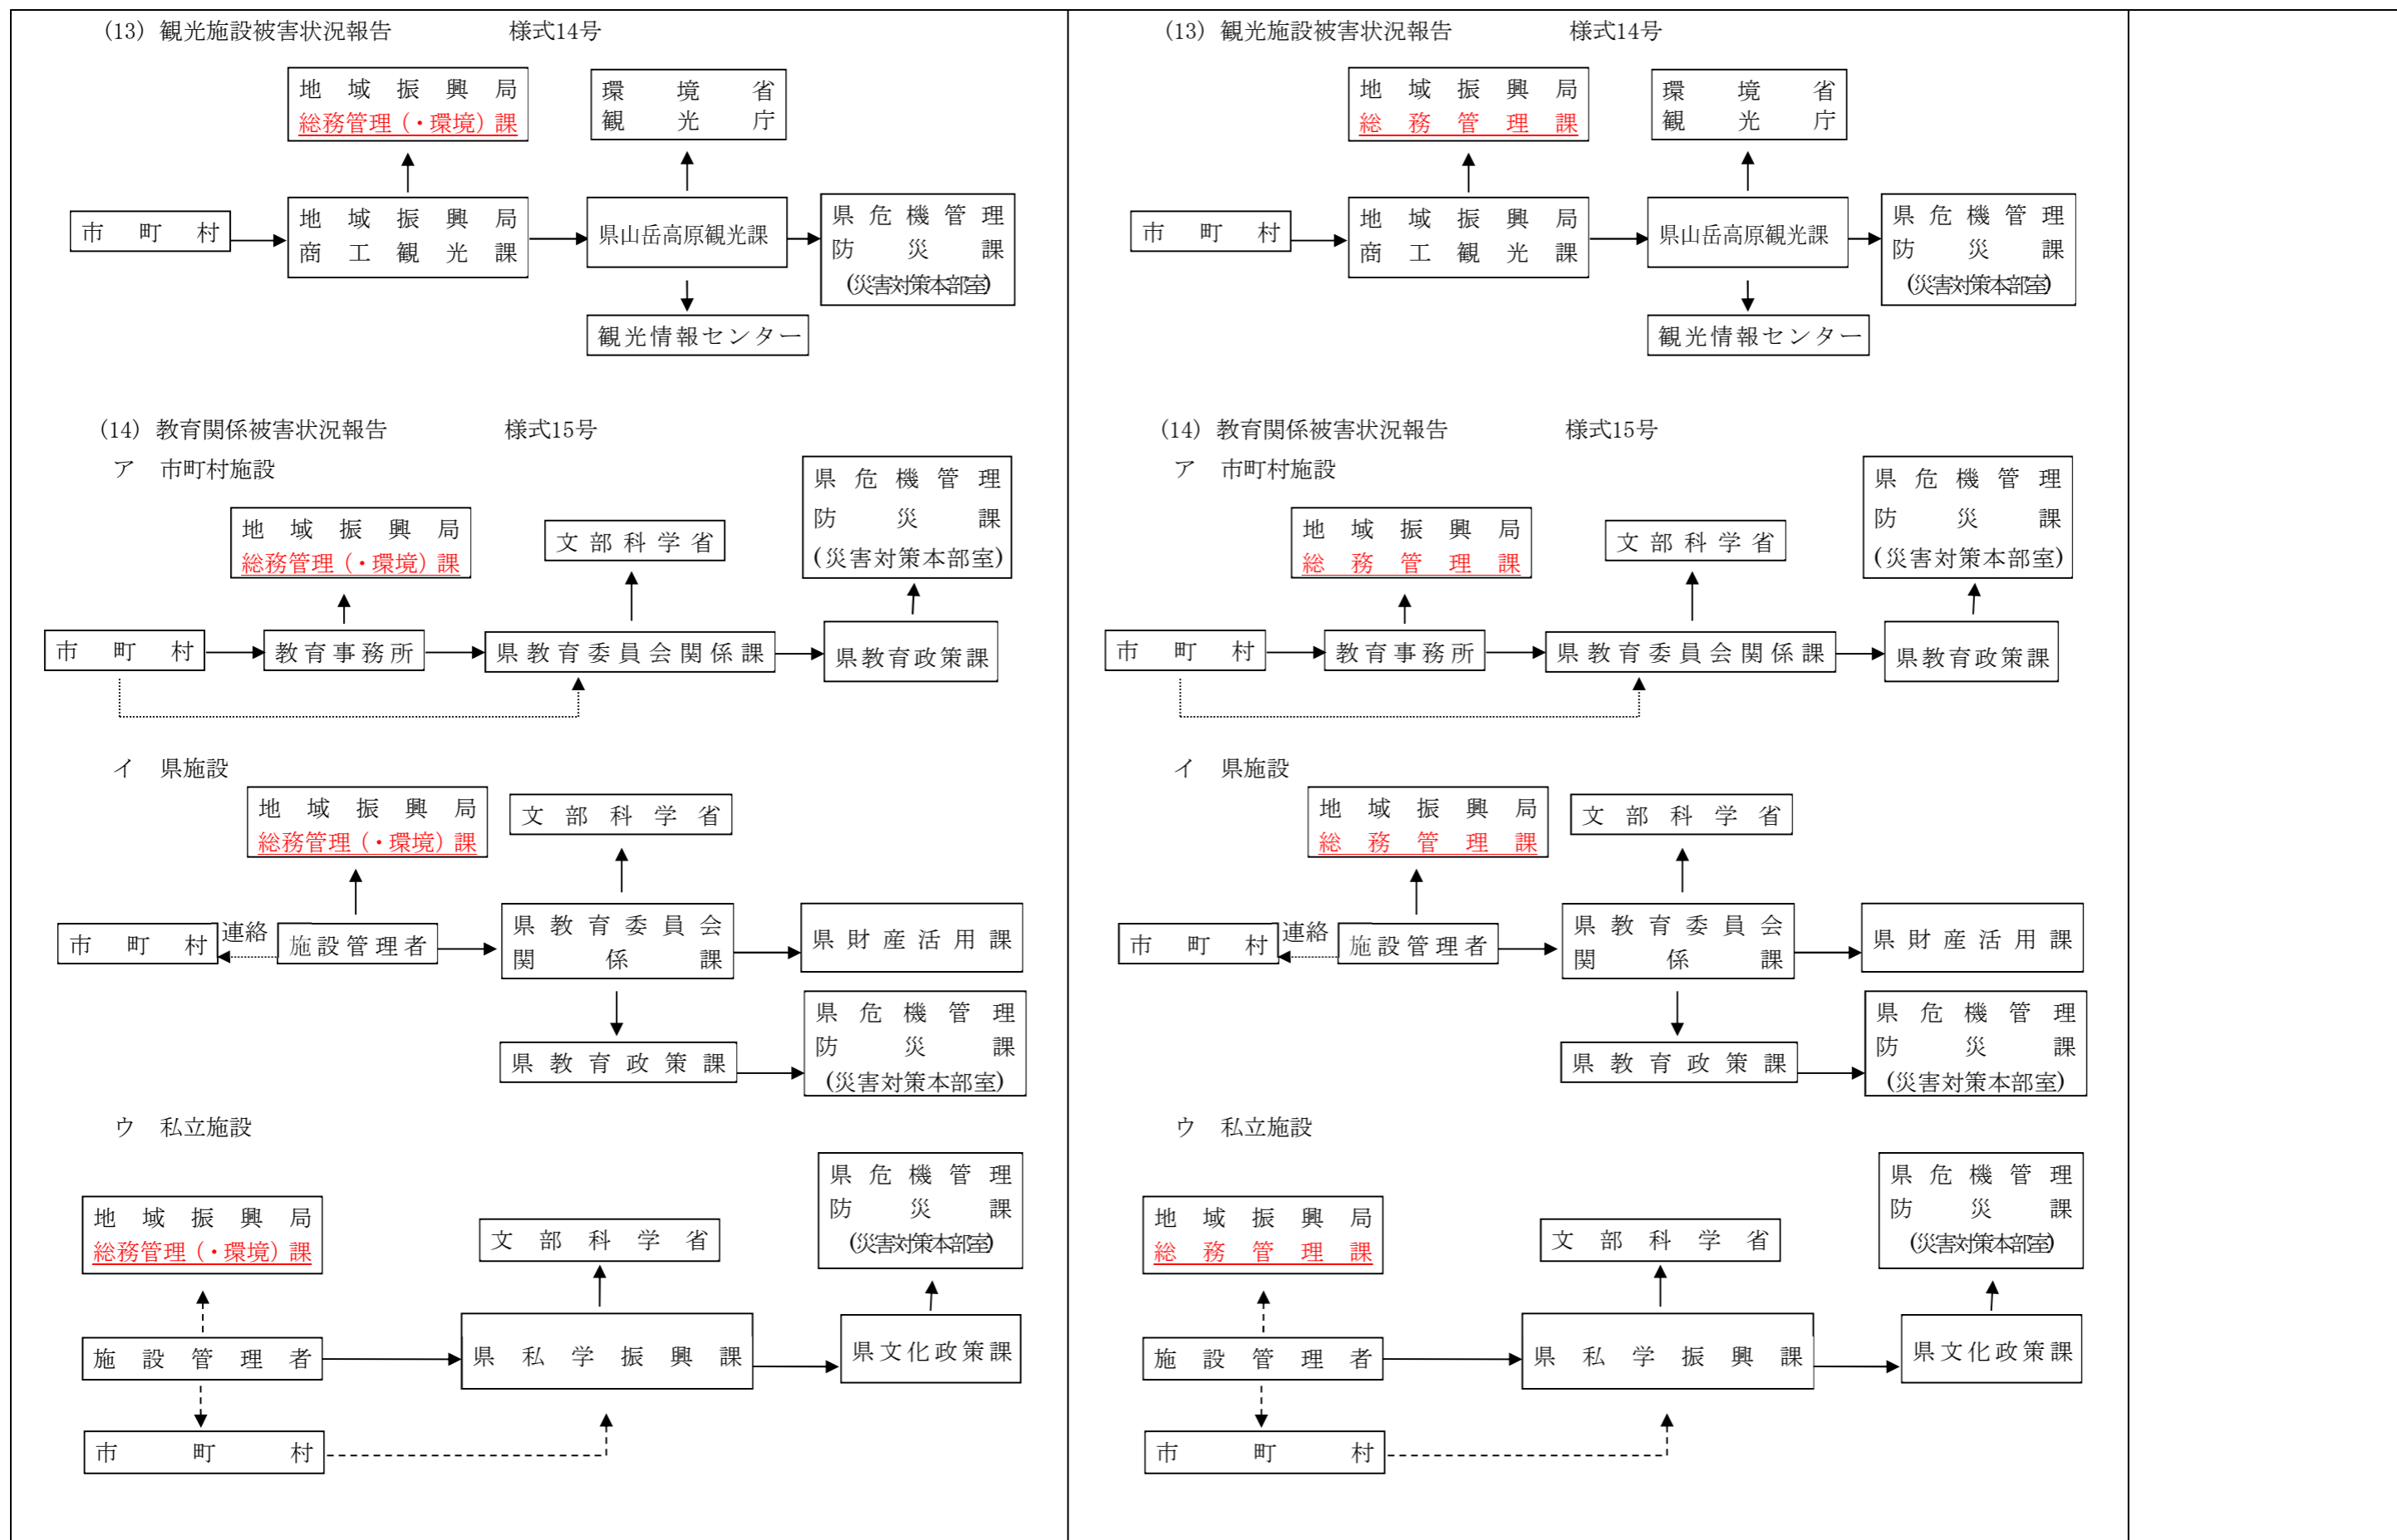 (13) 観光施設被害状況報告 様式14号
地域振興局
総務管理(・環境)課
環境省
観光庁
市町村
地域振興局
商工観光課
県山岳高原観光課
県危機管理
防災課
(災害対策本部室)
観光情報センター
(14) 教育関係被害状況報告 様式15号
ア 市町村施設
県危機管理
防災課
(災害対策本部室)
地域振興局
総務管理(・環境)課
文部科学省
市町村
教育事務所
県教育委員会関係課
県教育政策課
イ 県施設
地域振興局
総務管理(・環境)課
文部科学省
市町村
連絡
施設管理者
県教育委員会
関係課
県財産活用課
県教育政策課
県危機管理
防災課
(災害対策本部室)
ウ 私立施設
県危機管理
防災課
(災害対策本部室)
地域振興局
総務管理(・環境)課
文部科学省
施設管理者
県私学振興課
県文化政策課
市町村
(13) 観光施設被害状況報告 様式14号
地域振興局
総務管理課
環境省
観光庁
市町村
地域振興局
商工観光課
県山岳高原観光課
県危機管理
防災課
(災害対策本部室)
観光情報センター
(14) 教育関係被害状況報告 様式15号
ア 市町村施設
県危機管理
防災課
(災害対策本部室)
地域振興局
総務管理課
文部科学省
市町村
教育事務所
県教育委員会関係課
県教育政策課
イ 県施設
地域振興局
総務管理課
文部科学省
市町村
連絡
施設管理者
県教育委員会
関係課
県財産活用課
県教育政策課
県危機管理
防災課
(災害対策本部室)
ウ 私立施設
県危機管理
防災課
(災害対策本部室)
地域振興局
総務管理課
文部科学省
施設管理者
県私学振興課
県文化政策課
市町村